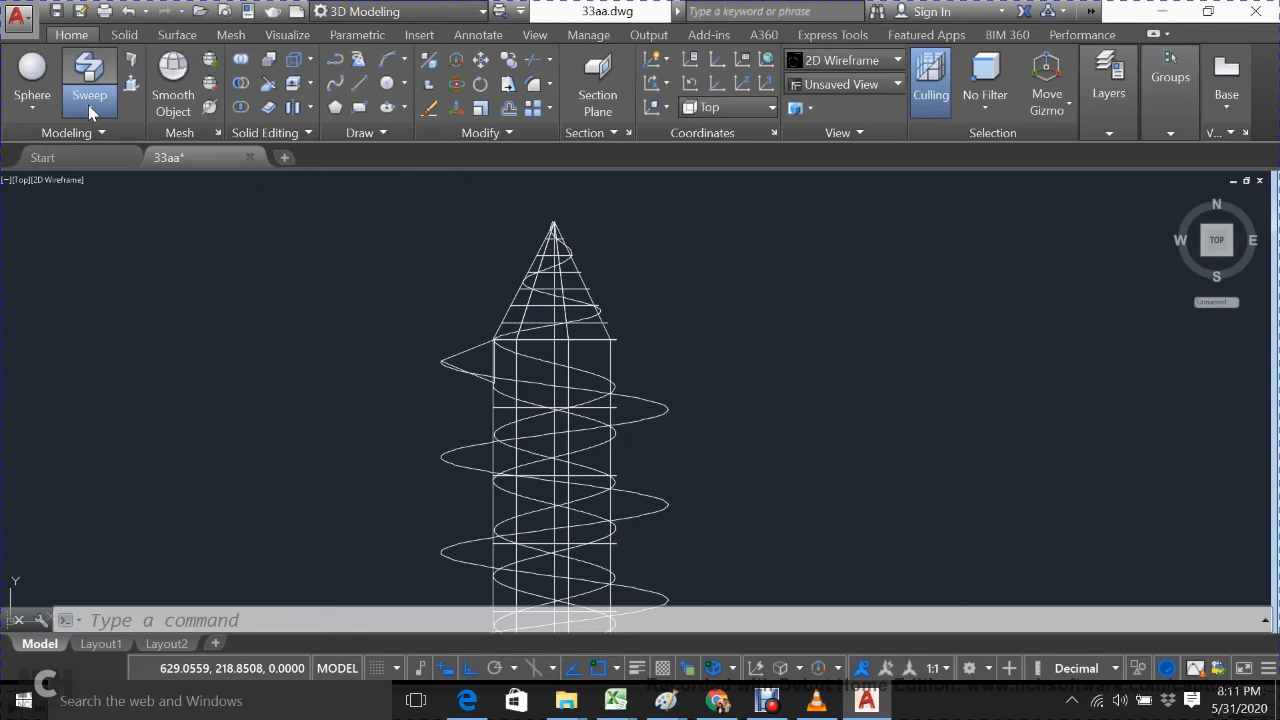 3D Modeling
33aa.dwg
Type a keyword or phrase
Sign In
Home Solid Surface Mesh Visualize Parametric Insert Annotate View Manage Output Add-ins A360 Express Tools Featured Apps BIM 360 Performance
Sphere
Sweep
Smooth Object
Section Plane
Top
2D Wireframe
Unsaved View
Culling
No Filter
Move Gizmo
Layers
Groups
Base
Modeling Mesh Solid Editing Draw Modify Section Coordinates View Selection V...
Start 33aa*
[−][Top][2D Wireframe]
N
W TOP E
S
Unnamed
Y
Type a command
Model Layout1 Layout2
629.0559, 218.8508, 0.0000 MODEL 1:1 Decimal
Search the web and Windows
8:11 PM
5/31/2020